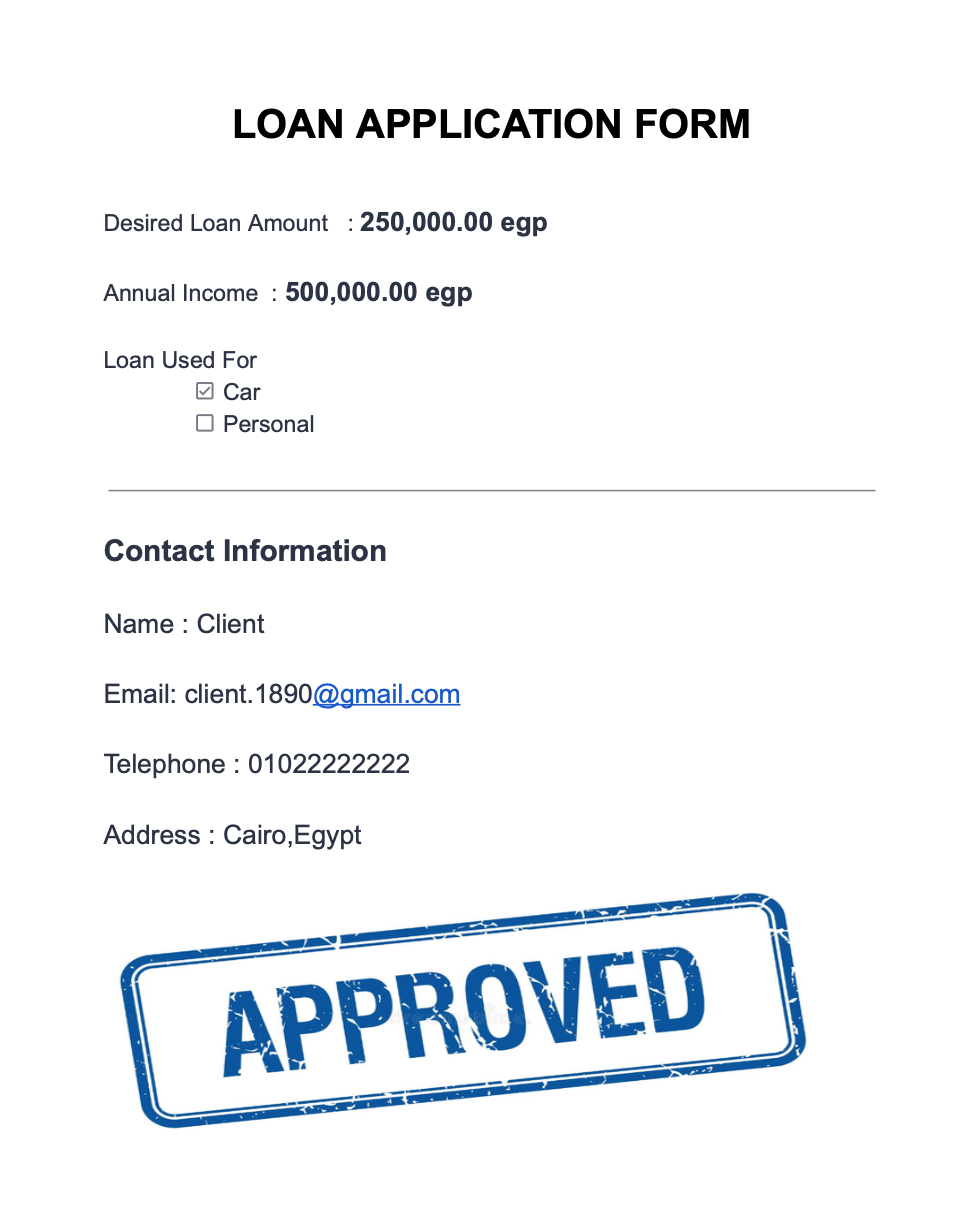 LOAN APPLICATION FORM
Desired Loan Amount : 250,000.00 egp
Annual Income : 500,000.00 egp
Loan Used For
☑ Car
☐ Personal
Contact Information
Name : Client
Email: client.1890@gmail.com
Telephone : 01022222222
Address : Cairo,Egypt
APPROVED